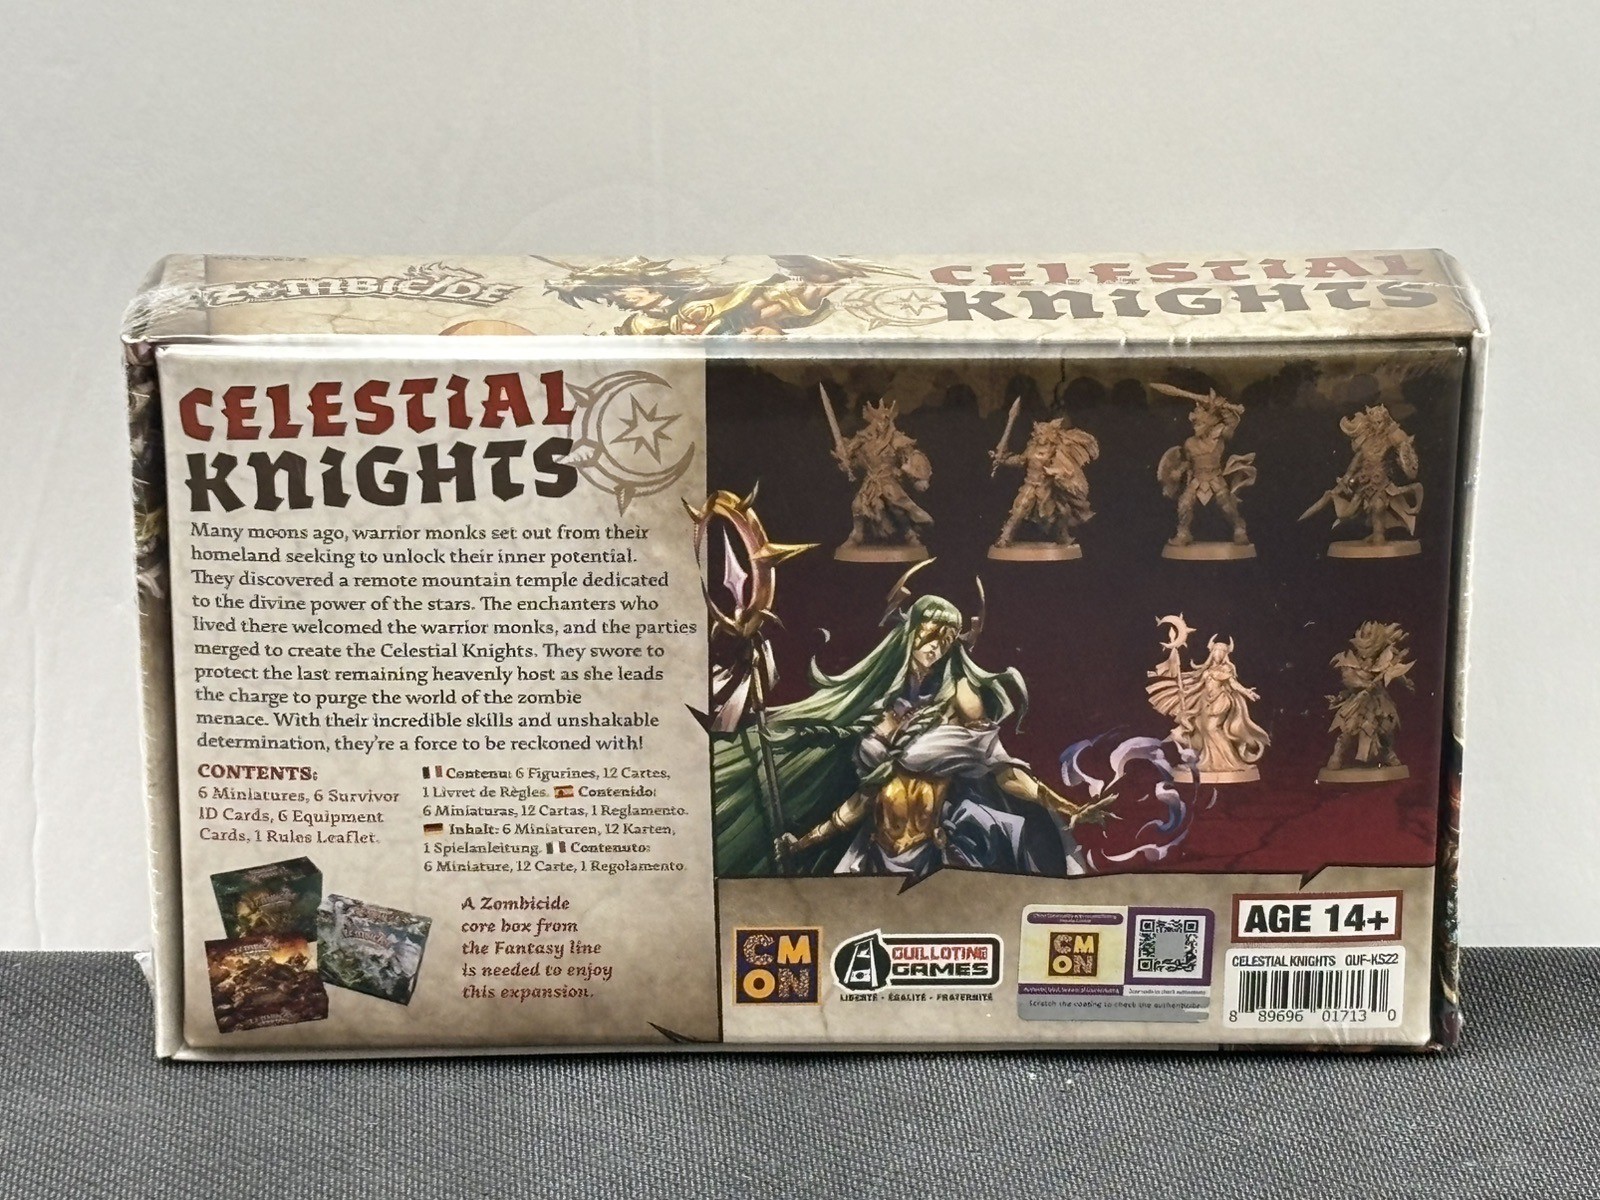 ZOMBICIDE
CELESTIAL
KNIGHTS
CELESTIAL
KNIGHTS
Many moons ago, warrior monks set out from their
homeland seeking to unlock their inner potential.
They discovered a remote mountain temple dedicated
to the divine power of the stars. The enchanters who
lived there welcomed the warrior monks, and the parties
merged to create the Celestial Knights. They swore to
protect the last remaining heavenly host as she leads
the charge to purge the world of the zombie
menace. With their incredible skills and unshakable
determination, they're a force to be reckoned with!
CONTENTS:
6 Miniatures, 6 Survivor
ID Cards, 6 Equipment
Cards, 1 Rules Leaflet.
Contenu: 6 Figurines, 12 Cartes,
1 Livret de Règles. Contenido:
6 Miniaturas, 12 Cartas, 1 Reglamento.
Inhalt: 6 Miniaturen, 12 Karten,
1 Spielanleitung. Contenuto:
6 Miniature, 12 Carte, 1 Regolamento.
A Zombicide
core box from
the Fantasy line
is needed to enjoy
this expansion.
CMON
GUILLOTINE
GAMES
LIBERTÉ • ÉGALITÉ • FRATERNITÉ
CMON
Scratch the coating to check the authenticity
AGE 14+
CELESTIAL KNIGHTS GUF-KS22
8 89696 01713 0